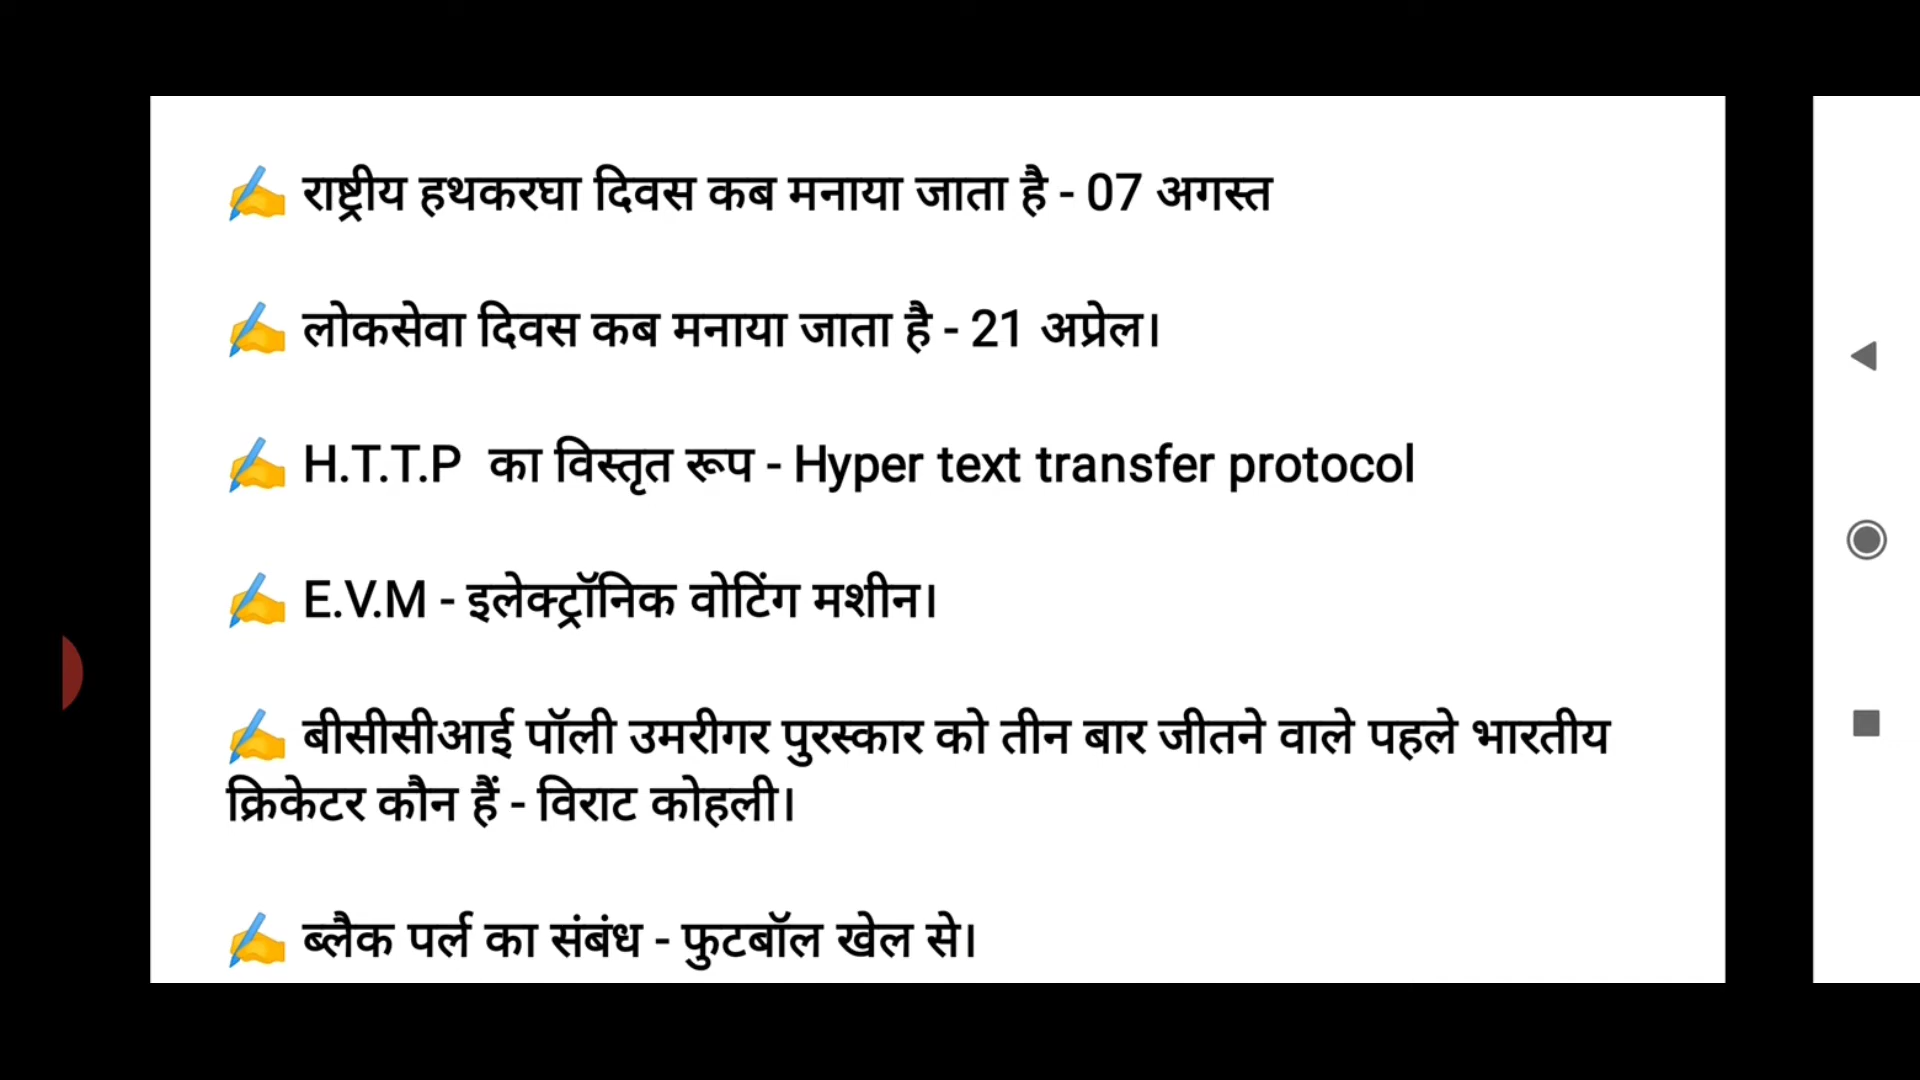 ✍️ राष्ट्रीय हथकरघा दिवस कब मनाया जाता है - 07 अगस्त
✍️ लोकसेवा दिवस कब मनाया जाता है - 21 अप्रेल।
✍️ H.T.T.P का विस्तृत रूप - Hyper text transfer protocol
✍️ E.V.M - इलेक्ट्रॉनिक वोटिंग मशीन।
✍️ बीसीसीआई पॉली उमरीगर पुरस्कार को तीन बार जीतने वाले पहले भारतीय
क्रिकेटर कौन हैं - विराट कोहली।
✍️ ब्लैक पर्ल का संबंध - फुटबॉल खेल से।